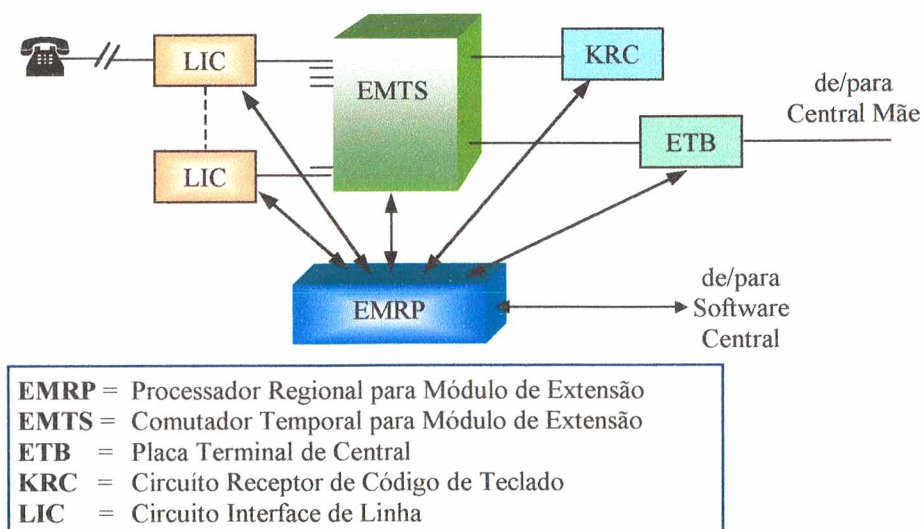 LIC
EMTS
KRC
de/para
Central Mãe
ETB
LIC
EMRP
de/para
Software
Central
EMRP = Processador Regional para Módulo de Extensão
EMTS = Comutador Temporal para Módulo de Extensão
ETB = Placa Terminal de Central
KRC = Circuíto Receptor de Código de Teclado
LIC = Circuito Interface de Linha